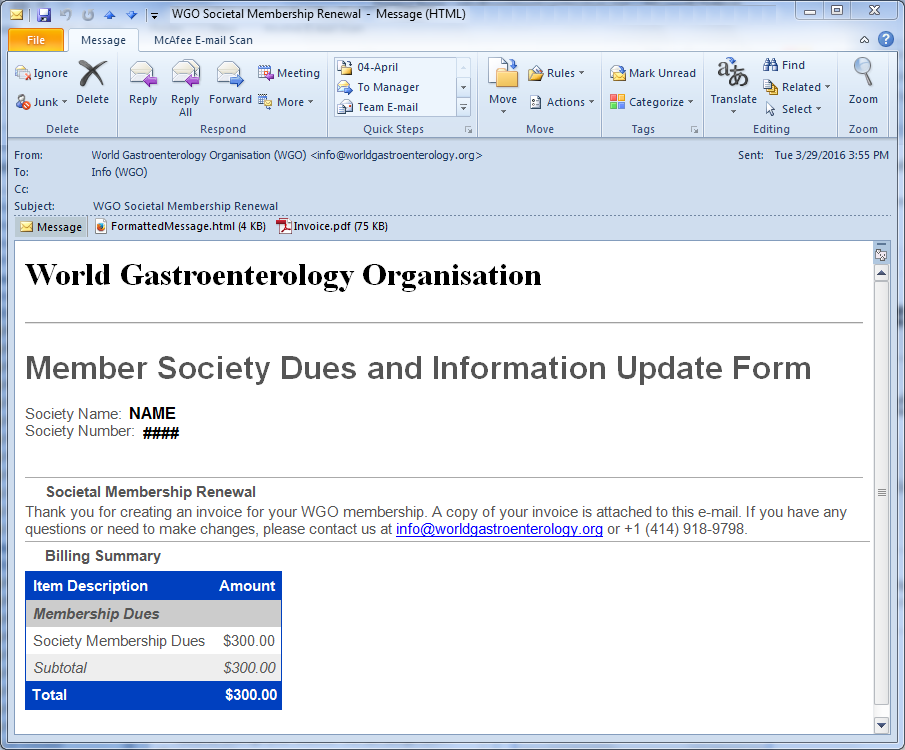 WGO Societal Membership Renewal - Message (HTML)
File Message McAfee E-mail Scan
Ignore Meeting 04-April Rules Mark Unread Find
To Manager Related
Junk Delete Reply Reply All Forward More Team E-mail Move Actions Categorize Translate Select Zoom
Delete Respond Quick Steps Move Tags Editing Zoom
From: World Gastroenterology Organisation (WGO) <info@worldgastroenterology.org> Sent: Tue 3/29/2016 3:55 PM
To: Info (WGO)
Cc:
Subject: WGO Societal Membership Renewal
Message FormattedMessage.html (4 KB) Invoice.pdf (75 KB)
World Gastroenterology Organisation
Member Society Dues and Information Update Form
Society Name: NAME
Society Number: ####
Societal Membership Renewal
Thank you for creating an invoice for your WGO membership. A copy of your invoice is attached to this e-mail. If you have any
questions or need to make changes, please contact us at info@worldgastroenterology.org or +1 (414) 918-9798.
Billing Summary
Item Description Amount
Membership Dues
Society Membership Dues $300.00
Subtotal $300.00
Total $300.00